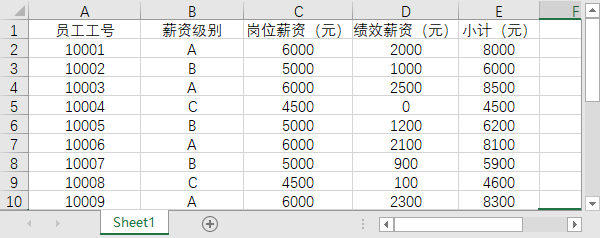 A B C D E F
1 员工工号 薪资级别 岗位薪资（元） 绩效薪资（元） 小计（元）
2 10001 A 6000 2000 8000
3 10002 B 5000 1000 6000
4 10003 A 6000 2500 8500
5 10004 C 4500 0 4500
6 10005 B 5000 1200 6200
7 10006 A 6000 2100 8100
8 10007 B 5000 900 5900
9 10008 C 4500 100 4600
10 10009 A 6000 2300 8300
Sheet1